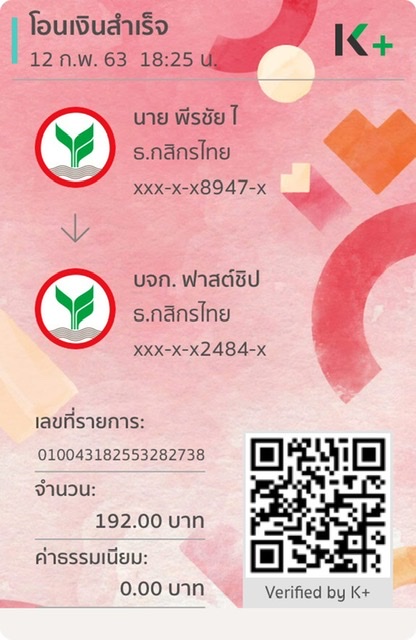 โอนเงินสำเร็จ
12 ก.พ. 63 18:25 น.
K+
นาย พีรชัย ไ
ธ.กสิกรไทย
xxx-x-x8947-x
บจก. ฟาสต์ชิป
ธ.กสิกรไทย
xxx-x-x2484-x
เลขที่รายการ:
010043182553282738
จำนวน:
192.00 บาท
ค่าธรรมเนียม:
0.00 บาท
Verified by K+